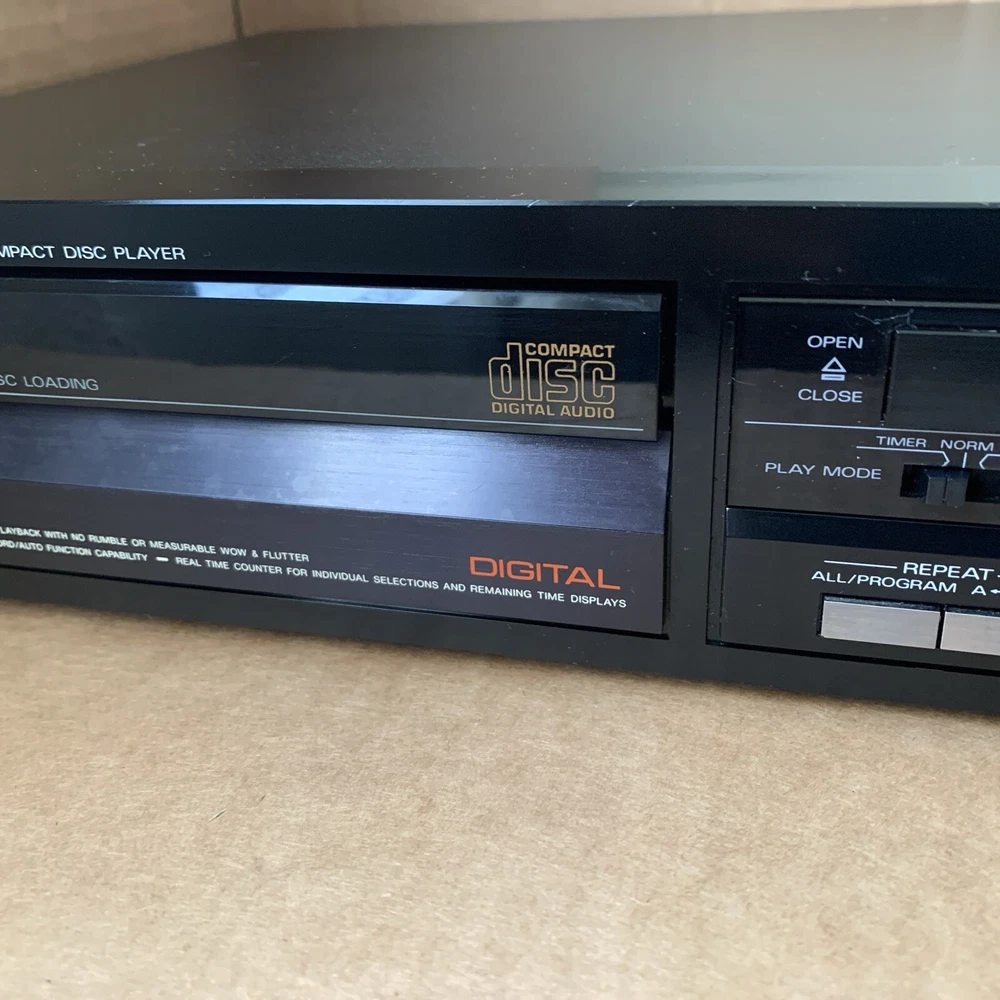 MPACT DISC PLAYER
SC LOADING
COMPACT
disc
DIGITAL AUDIO
LAYBACK WITH NO RUMBLE OR MEASURABLE WOW & FLUTTER
ORD/AUTO FUNCTION CAPABILITY — REAL TIME COUNTER FOR INDIVIDUAL SELECTIONS AND REMAINING TIME DISPLAYS
DIGITAL
OPEN
CLOSE
TIMER NORM
PLAY MODE
REPEAT
ALL/PROGRAM A